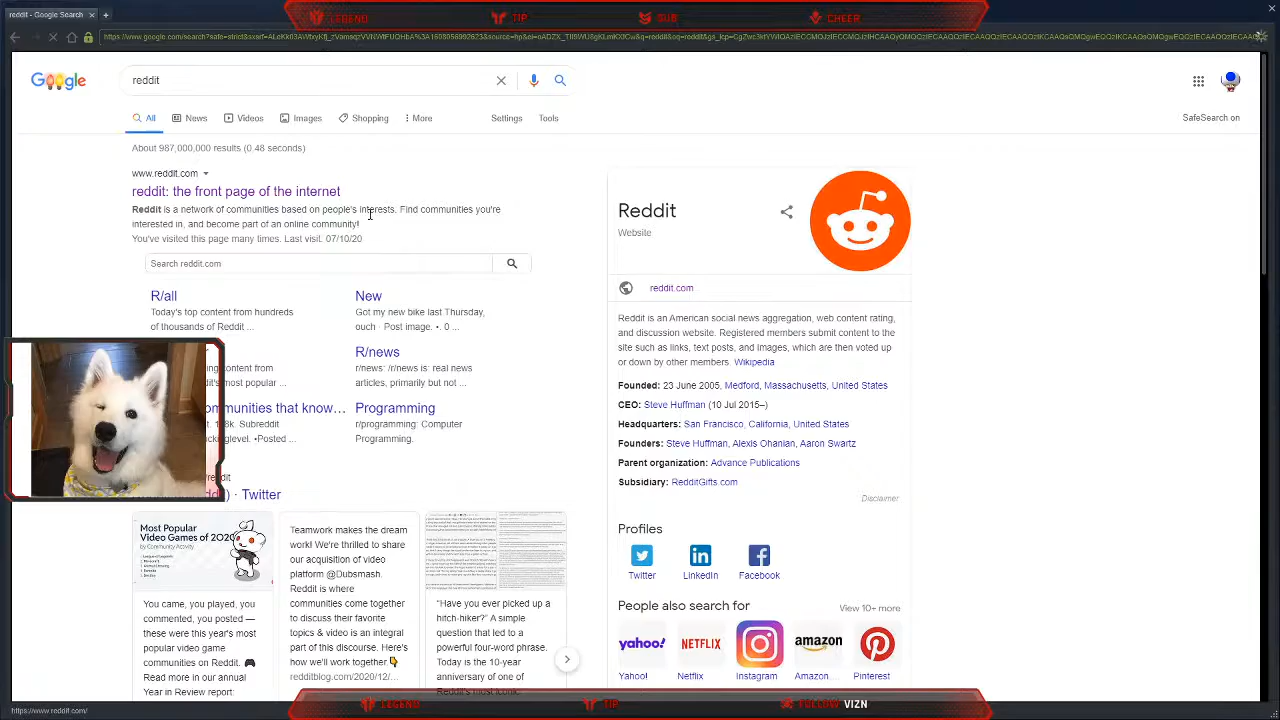 LEGEND TIP SUB CHEER
reddit - Google Search
Google
reddit
All News Videos Images Shopping More Settings Tools
SafeSearch on
About 987,000,000 results (0.48 seconds)
www.reddit.com
reddit: the front page of the internet
Reddit is a network of communities based on people's interests. Find communities you're
interested in, and become part of an online community!
You've visited this page many times. Last visit: 07/10/20
Search reddit.com
R/all
Today's top content from hundreds
of thousands of Reddit ...
New
Got my new bike last Thursday,
ouch · Post image. •. 0 ...
R/news
r/news: /r/news is: real news
articles, primarily but not ...
ng content from
's most popular ...
ommunities that know...
8k. Subreddit
level. •Posted ...
Programming
r/programming: Computer
Programming.
· Twitter
Most Popular
Video Games of 202
Teamwork makes the dream
work! We're thrilled to share
our acquisition of video
platform @Dubsmash.
Reddit is where
communities come together
to discuss their favorite
topics & video is an integral
part of this discourse. Here's
how we'll work together 👇
redditblog.com/2020/12/...
You came, you played, you
commented, you posted —
these were this year's most
popular video game
communities on Reddit. 🎮
Read more in our annual
Year in Review report:
“Have you ever picked up a
hitch-hiker?” A simple
question that led to a
powerful four-word phrase.
Today is the 10-year
anniversary of one of
Reddit
Website
reddit.com
Reddit is an American social news aggregation, web content rating,
and discussion website. Registered members submit content to the
site such as links, text posts, and images, which are then voted up
or down by other members. Wikipedia
Founded: 23 June 2005, Medford, Massachusetts, United States
CEO: Steve Huffman (10 Jul 2015–)
Headquarters: San Francisco, California, United States
Founders: Steve Huffman, Alexis Ohanian, Aaron Swartz
Parent organization: Advance Publications
Subsidiary: RedditGifts.com
Disclaimer
Profiles
Twitter LinkedIn Facebook
People also search for View 10+ more
yahoo! NETFLIX amazon
Yahoo! Netflix Instagram Amazon... Pinterest
LEGEND TIP FOLLOW VIZN
https://www.reddit.com/